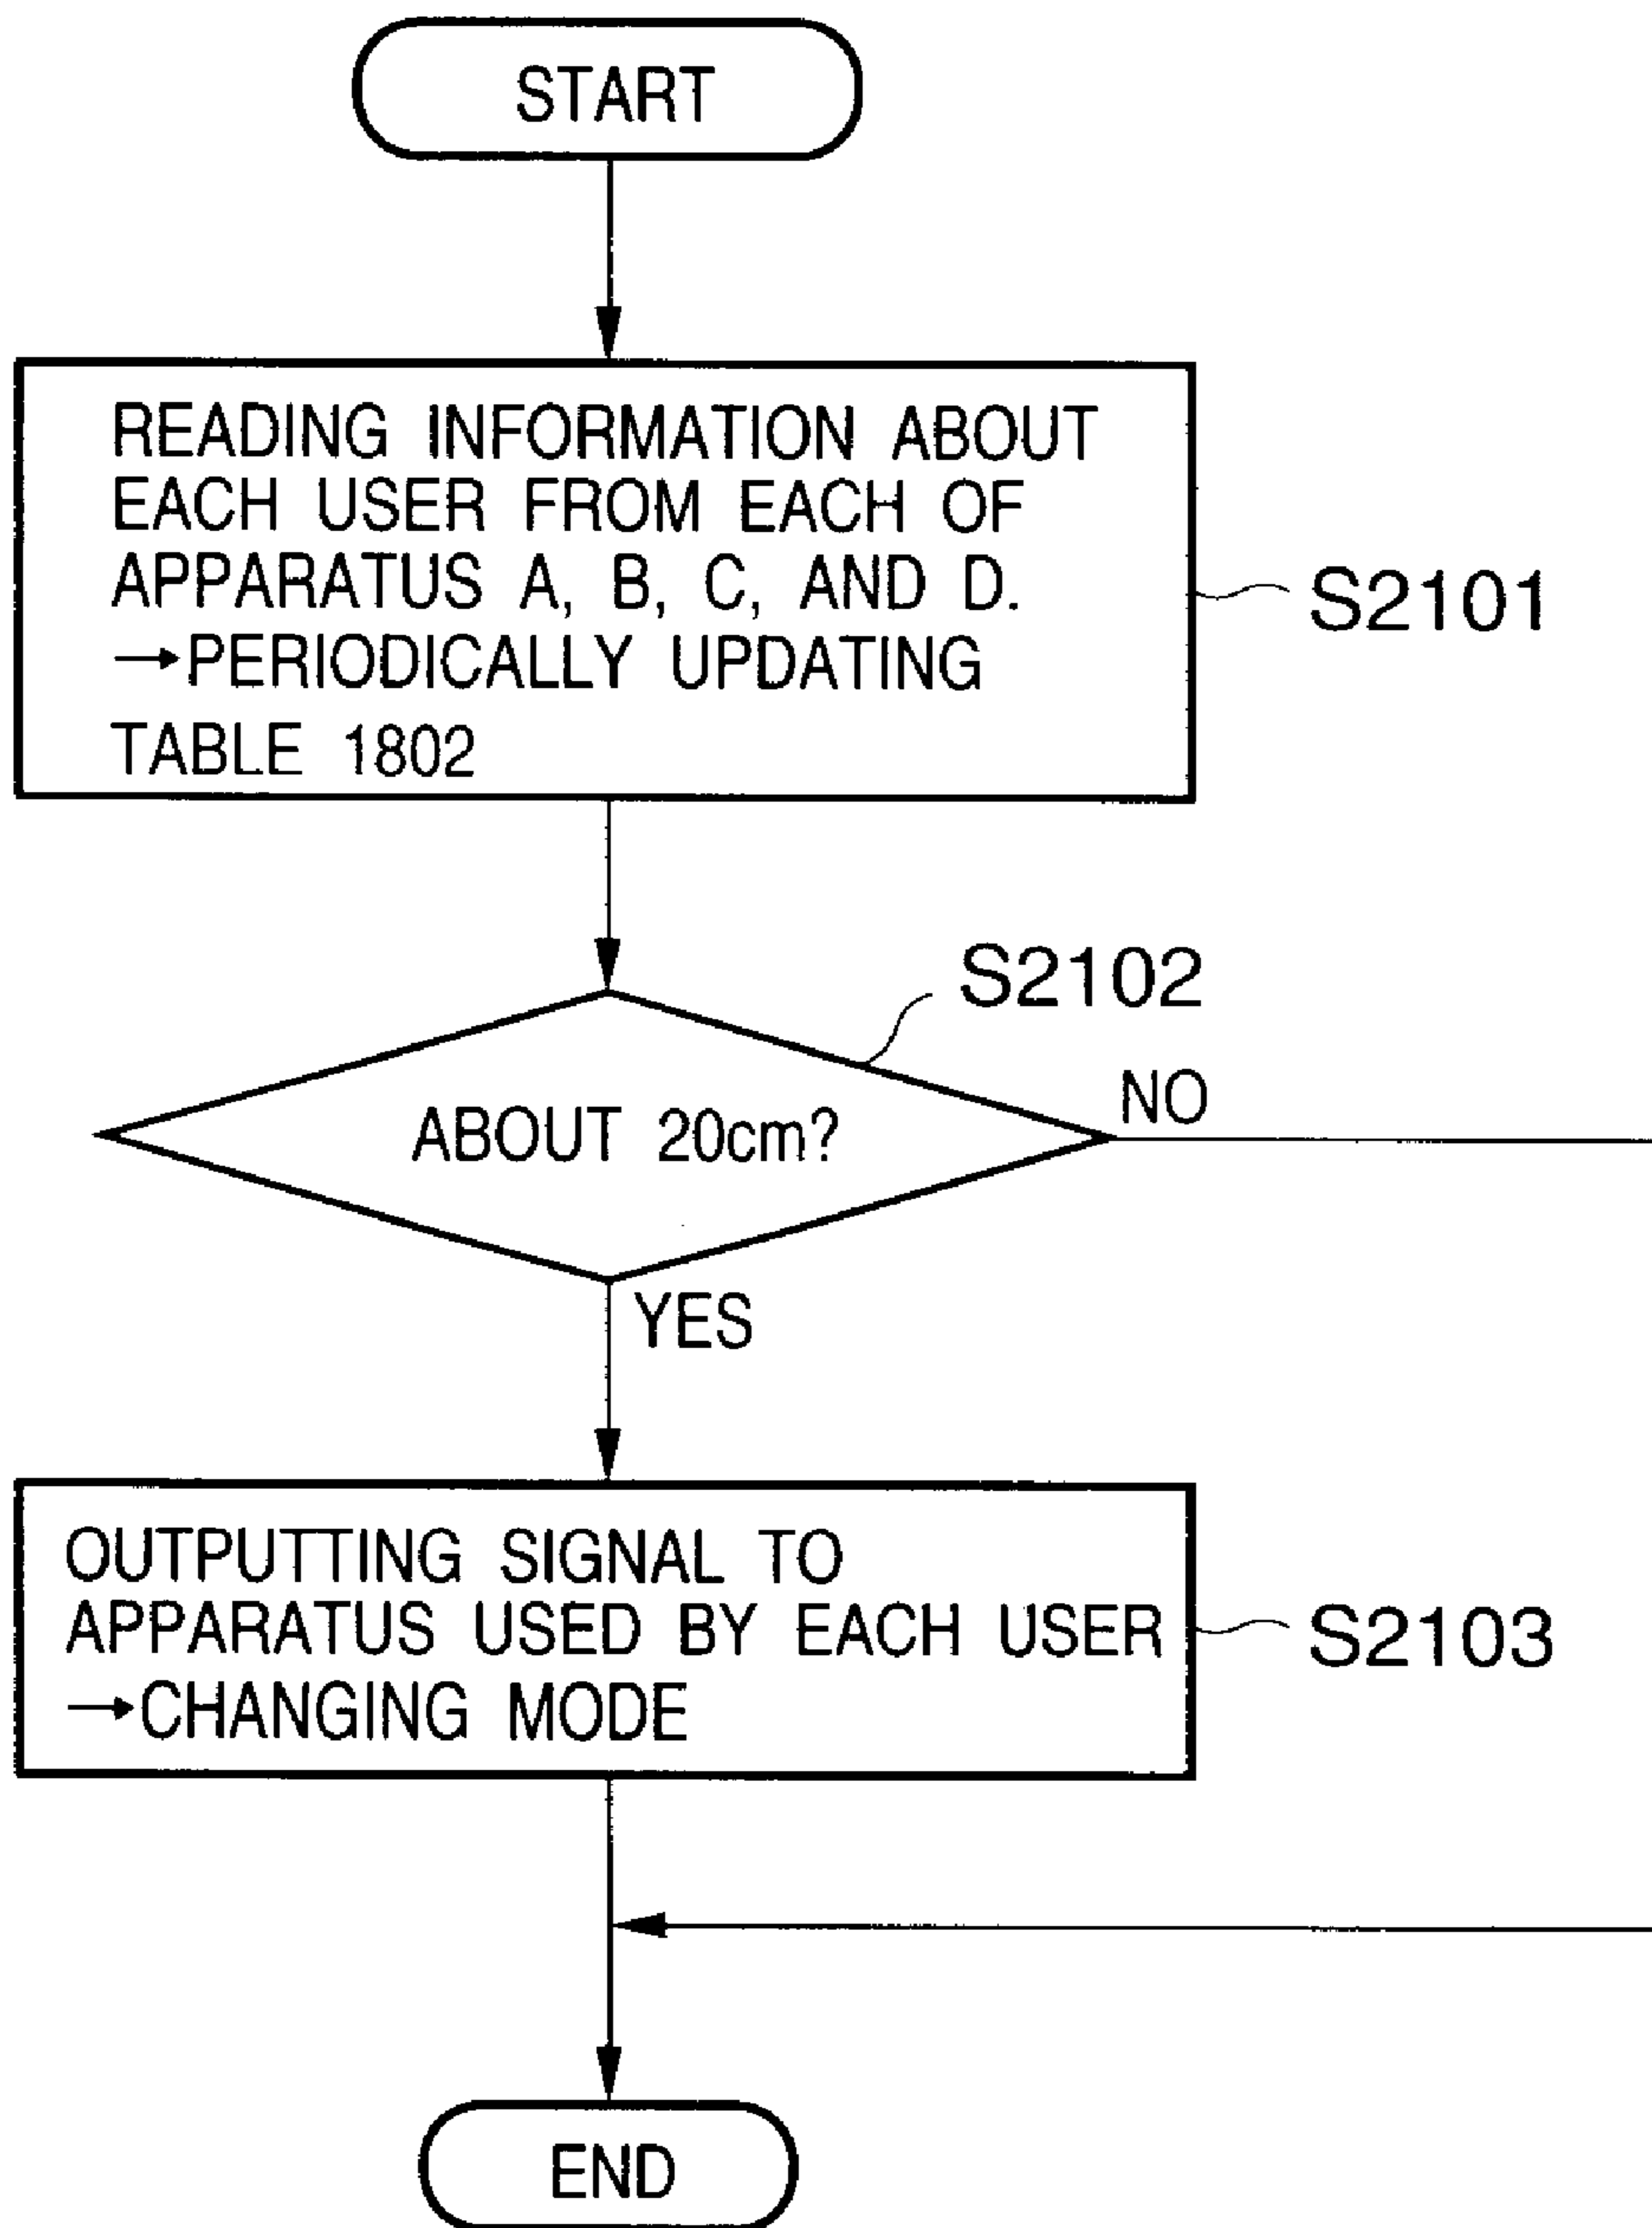 START
READING INFORMATION ABOUT
EACH USER FROM EACH OF
APPARATUS A, B, C, AND D.
→PERIODICALLY UPDATING
TABLE 1802
S2101
S2102
ABOUT 20cm?
NO
YES
OUTPUTTING SIGNAL TO
APPARATUS USED BY EACH USER
→CHANGING MODE
S2103
END